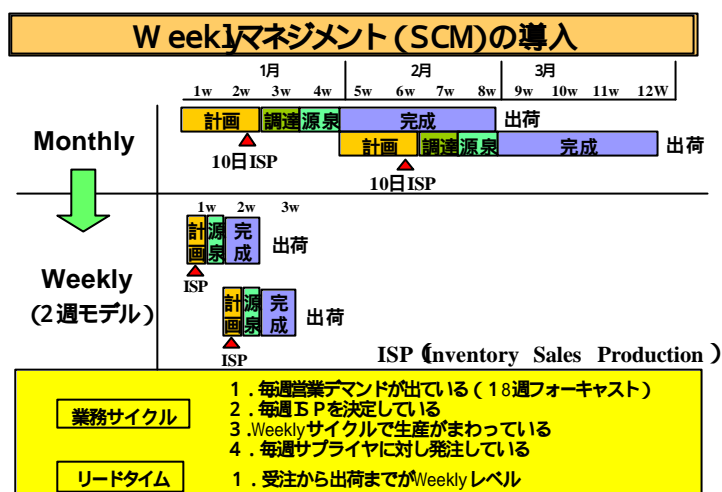 Weeklyマネジメント(SCM)の導入
1月 2月 3月
1w 2w 3w 4w 5w 6w 7w 8w 9w 10w 11w 12W
Monthly
計画 調達 源泉 完成 出荷
10日ISP
計画 調達 源泉 完成 出荷
10日ISP
1w 2w 3w
計画 源泉 完成 出荷
ISP
Weekly
(2週モデル)
計画 源泉 完成 出荷
ISP
ISP(Inventory Sales Production)
業務サイクル
1.毎週営業デマンドが出ている(18週フォーキャスト)
2.毎週ISPを決定している
3.Weeklyサイクルで生産がまわっている
4.毎週サプライヤに対し発注している
リードタイム
1.受注から出荷までがWeeklyレベル